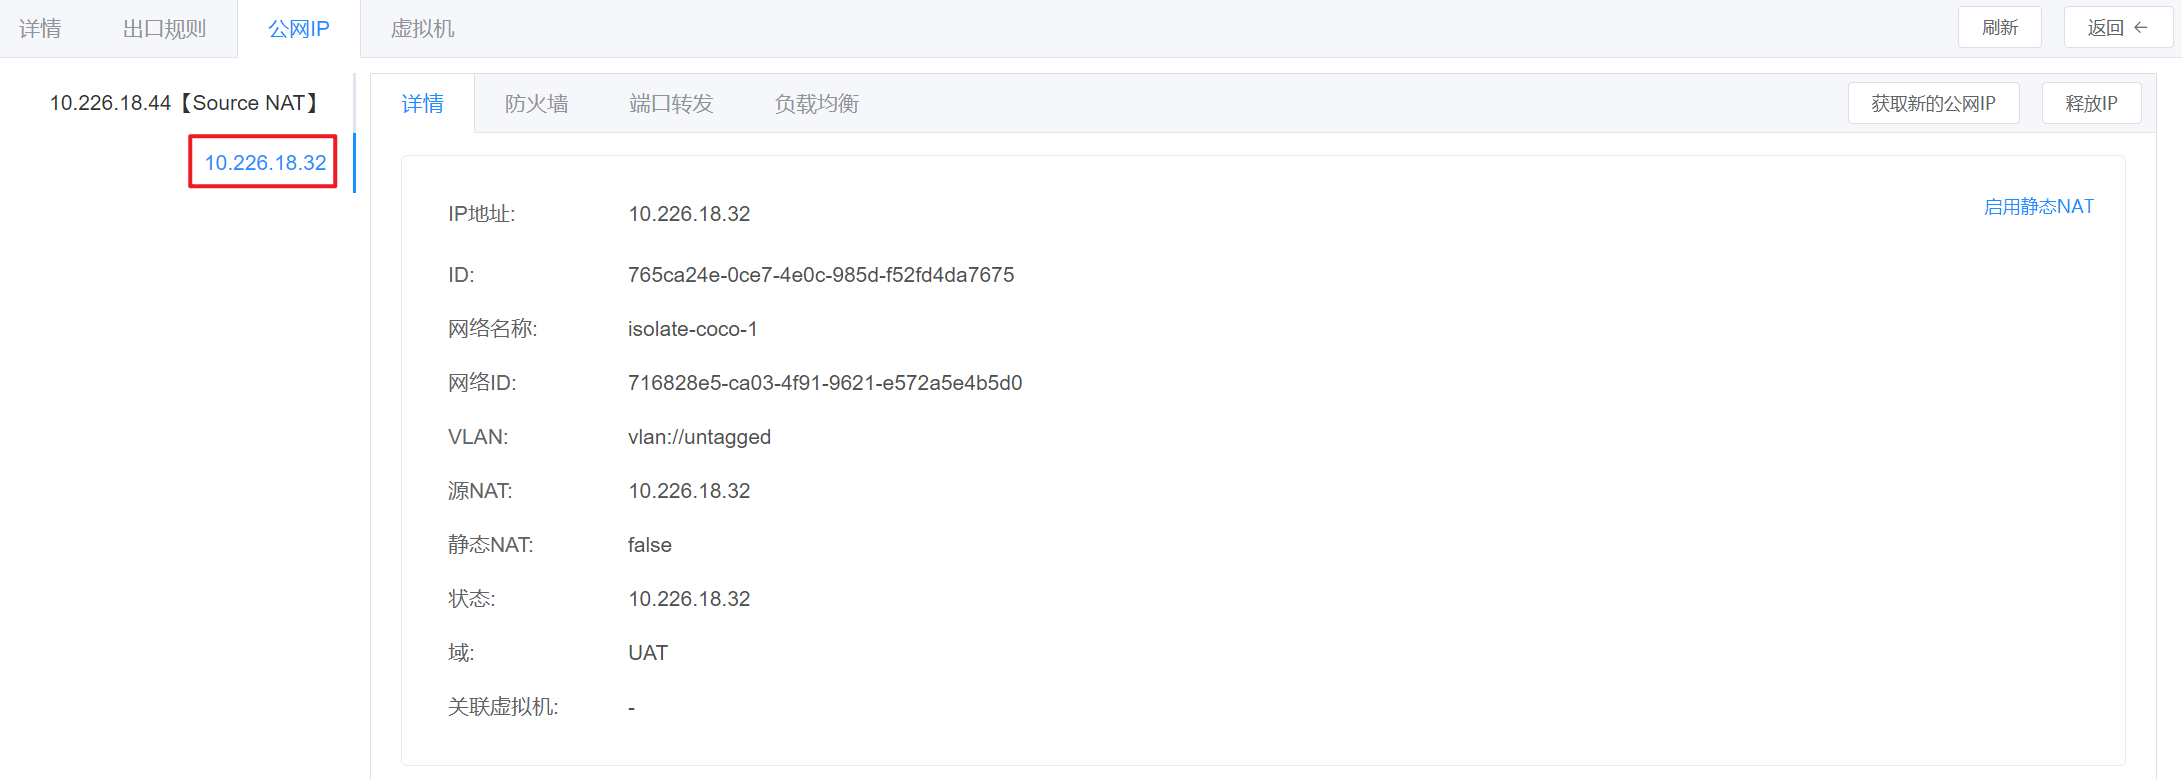 详情 出口规则 公网IP 虚拟机 刷新 返回 ←
10.226.18.44【Source NAT】
10.226.18.32
详情 防火墙 端口转发 负载均衡 获取新的公网IP 释放IP
启用静态NAT
IP地址: 10.226.18.32
ID: 765ca24e-0ce7-4e0c-985d-f52fd4da7675
网络名称: isolate-coco-1
网络ID: 716828e5-ca03-4f91-9621-e572a5e4b5d0
VLAN: vlan://untagged
源NAT: 10.226.18.32
静态NAT: false
状态: 10.226.18.32
域: UAT
关联虚拟机: -